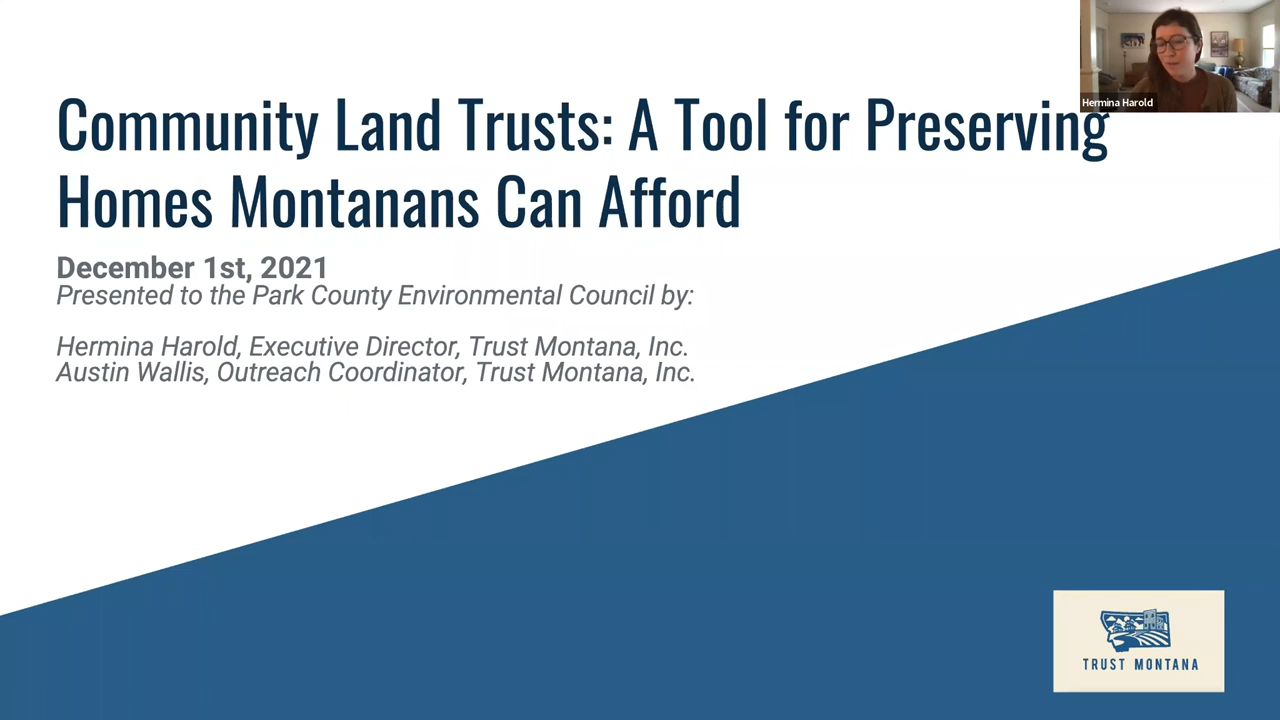 Community Land Trusts: A Tool for Preserving
Homes Montanans Can Afford
December 1st, 2021
Presented to the Park County Environmental Council by:
Hermina Harold, Executive Director, Trust Montana, Inc.
Austin Wallis, Outreach Coordinator, Trust Montana, Inc.
Hermina Harold
TRUST MONTANA